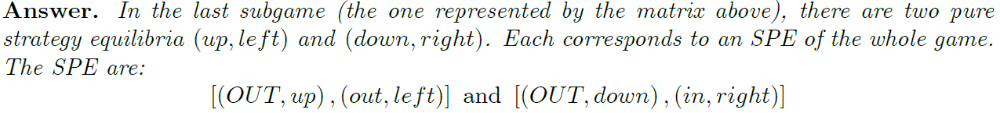 Answer. In the last subgame (the one represented by the matrix above), there are two pure
strategy equilibria (up, left) and (down, right). Each corresponds to an SPE of the whole game.
The SPE are:
[(OUT, up) , (out, left)] and [(OUT, down) , (in, right)]